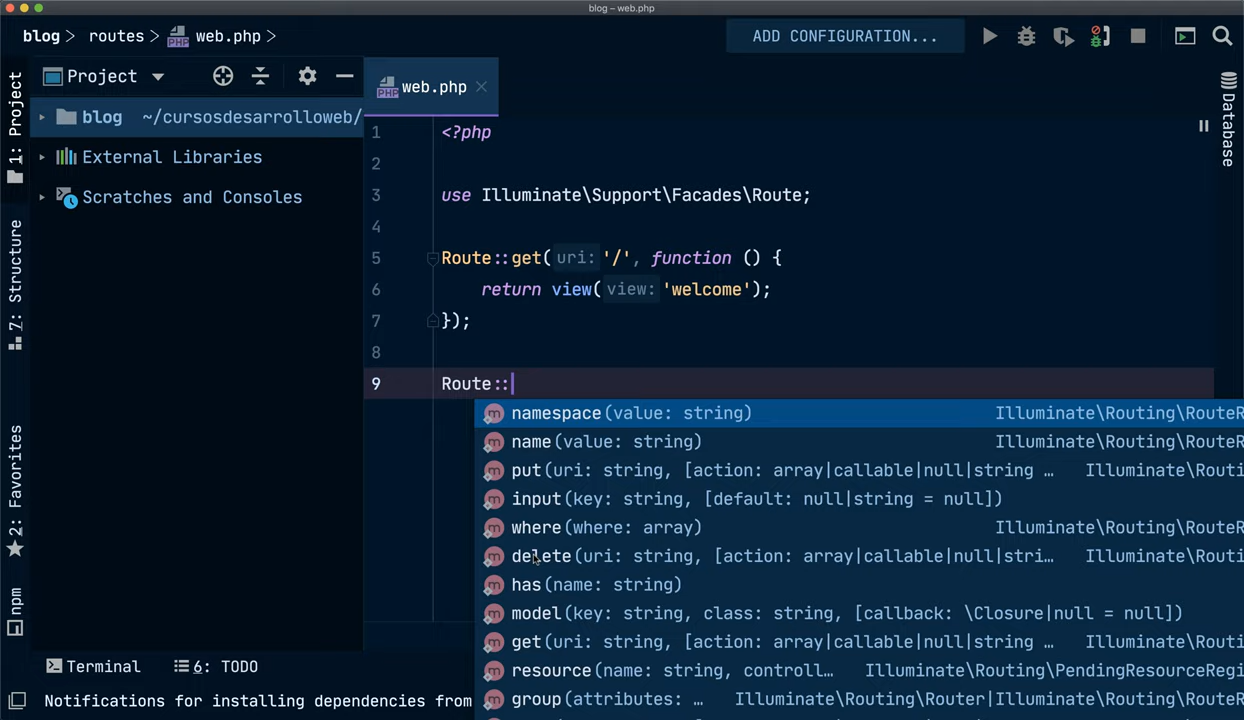 blog – web.php
blog > routes > web.php >
ADD CONFIGURATION...
Project
web.php
1: Project
7: Structure
2: Favorites
npm
Database
blog ~/cursosdesarrolloweb/
External Libraries
Scratches and Consoles
PHP
PHP
1 <?php
2
3 use Illuminate\Support\Facades\Route;
4
5 Route::get( uri: '/', function () {
6 return view( view: 'welcome');
7 });
8
9 Route::
namespace(value: string) Illuminate\Routing\RouteR
name(value: string) Illuminate\Routing\RouteR
put(uri: string, [action: array|callable|null|string … Illuminate\Routi
input(key: string, [default: null|string = null])
where(where: array) Illuminate\Routing\RouteR
delete(uri: string, [action: array|callable|null|stri… Illuminate\Routi
has(name: string)
model(key: string, class: string, [callback: \Closure|null = null])
get(uri: string, [action: array|callable|null|string … Illuminate\Routi
resource(name: string, controll… Illuminate\Routing\PendingResourceRegi
group(attributes: … Illuminate\Routing\Router|Illuminate\Routing\RouteR
Terminal
6: TODO
Notifications for installing dependencies from